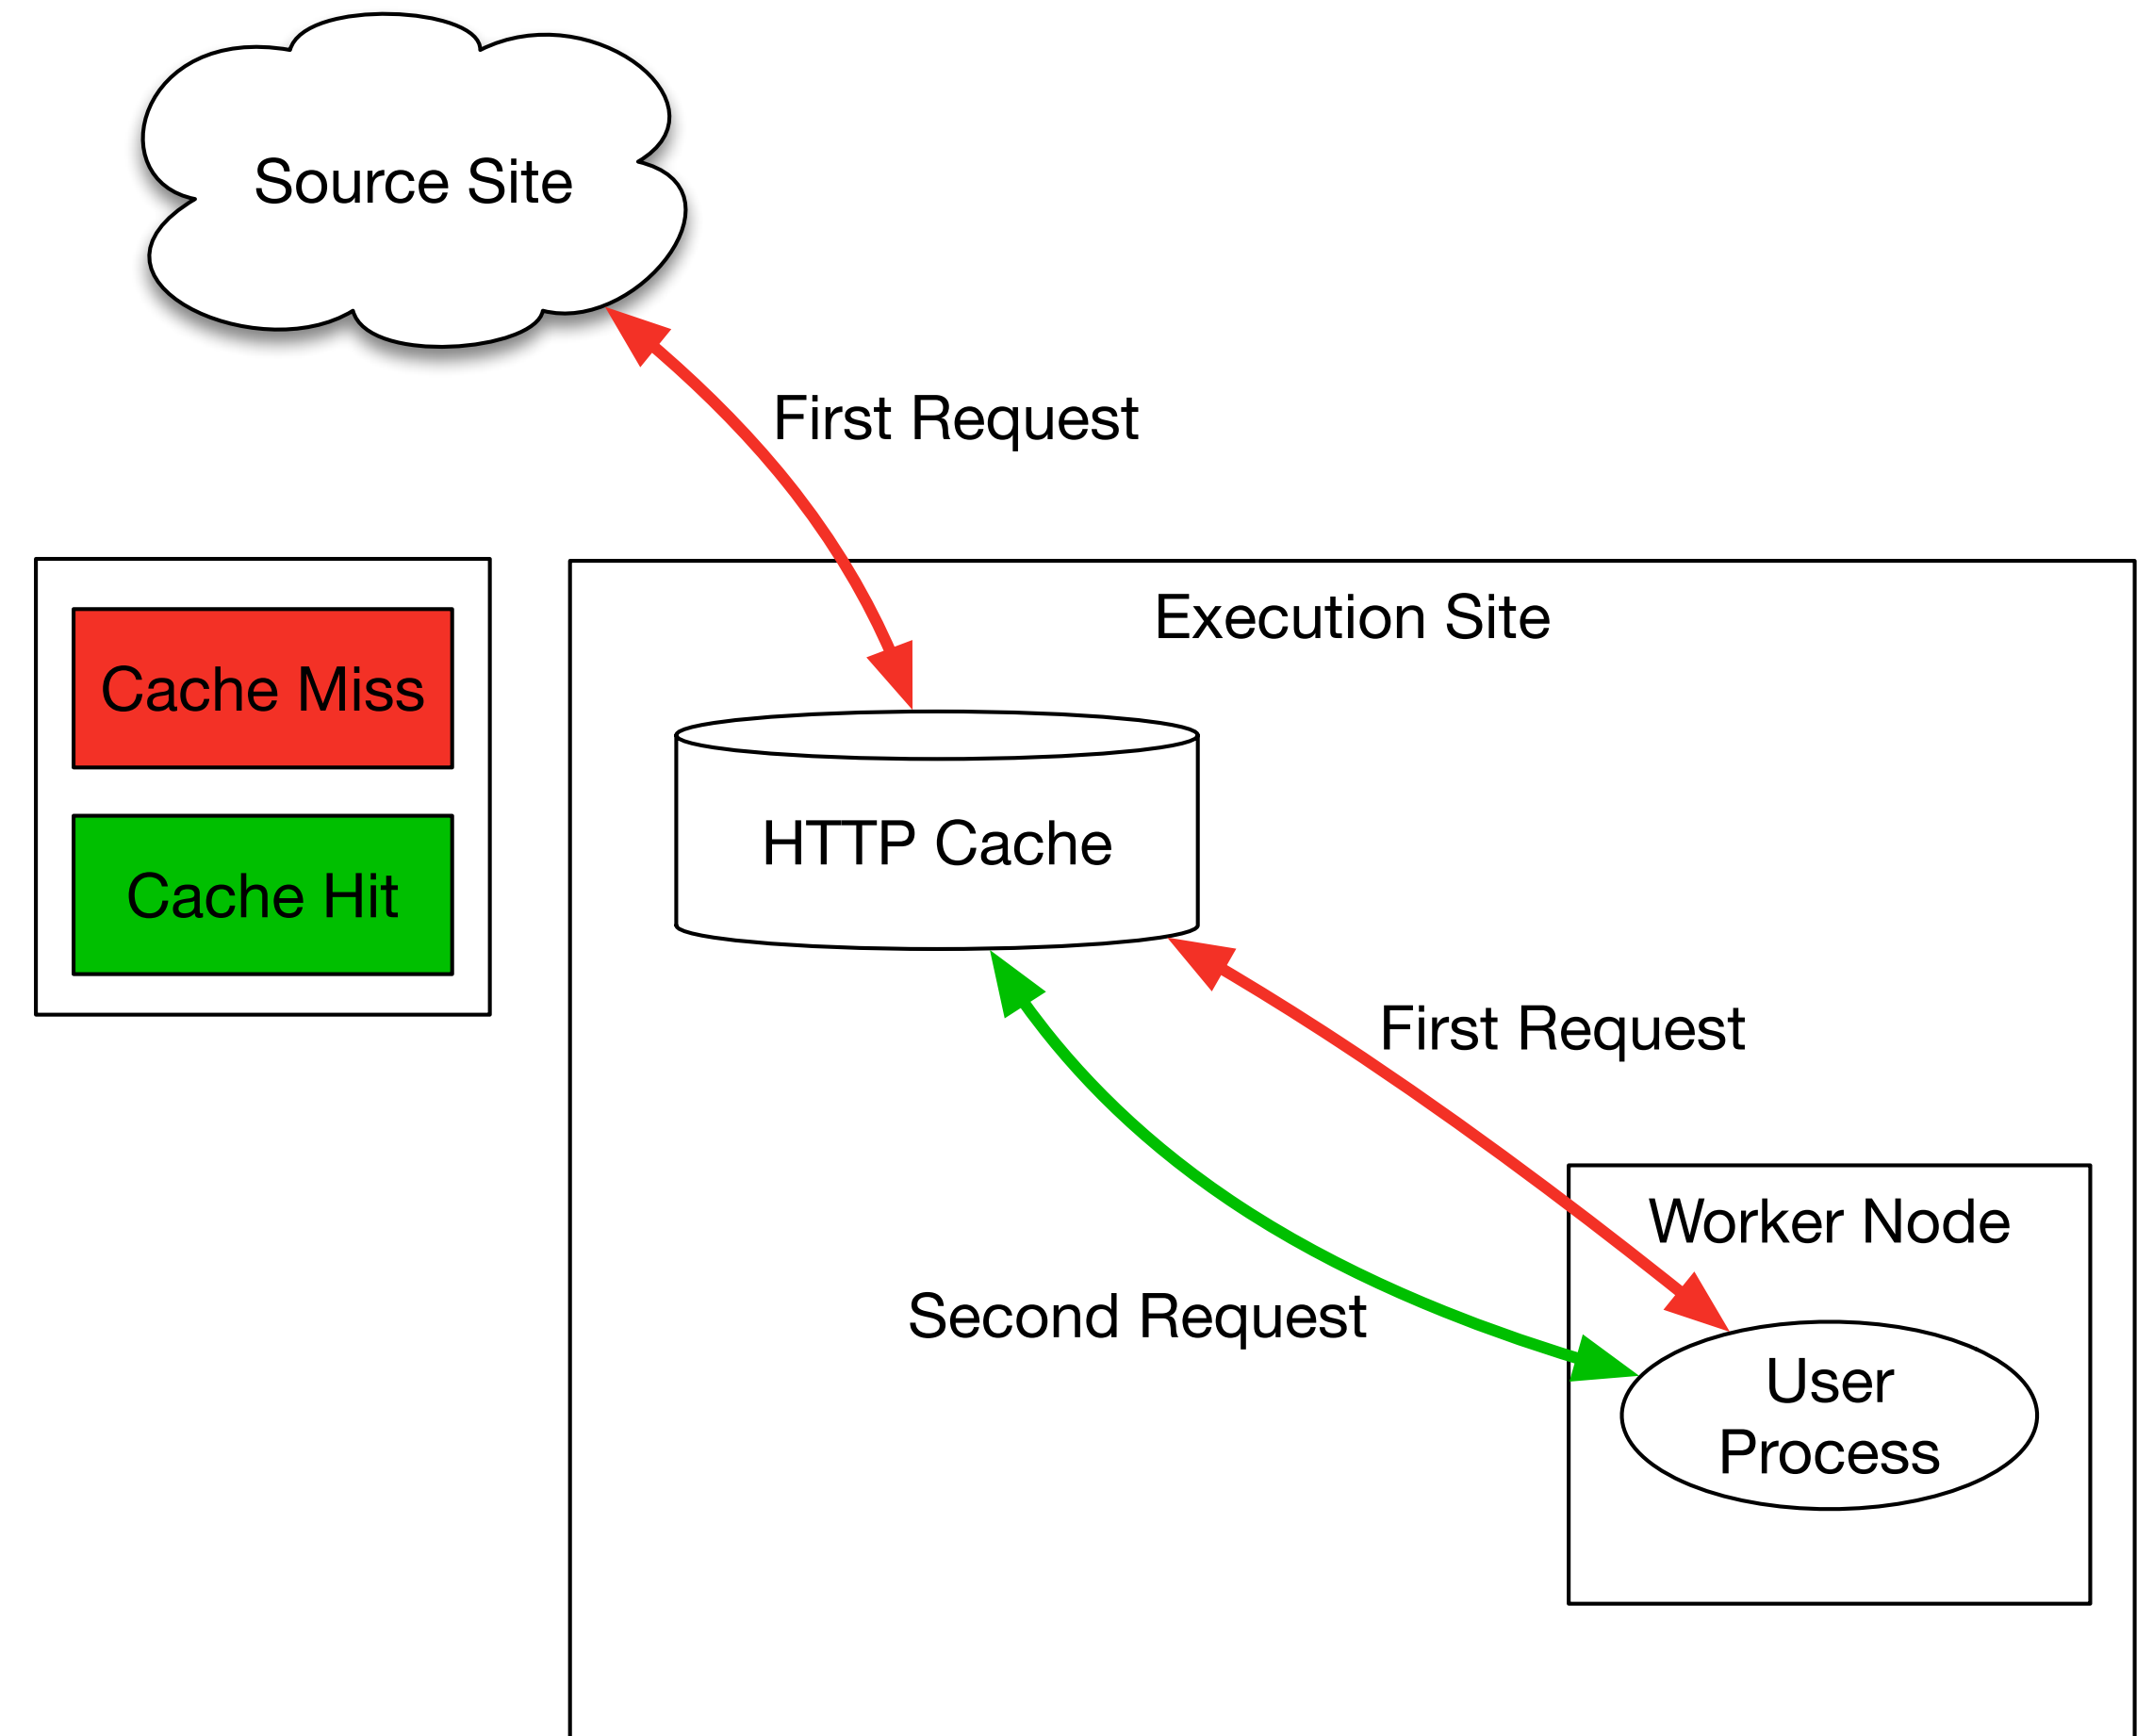 Source Site
First Request
Execution Site
Cache Miss
Cache Hit
HTTP Cache
First Request
Worker Node
Second Request
User
Process